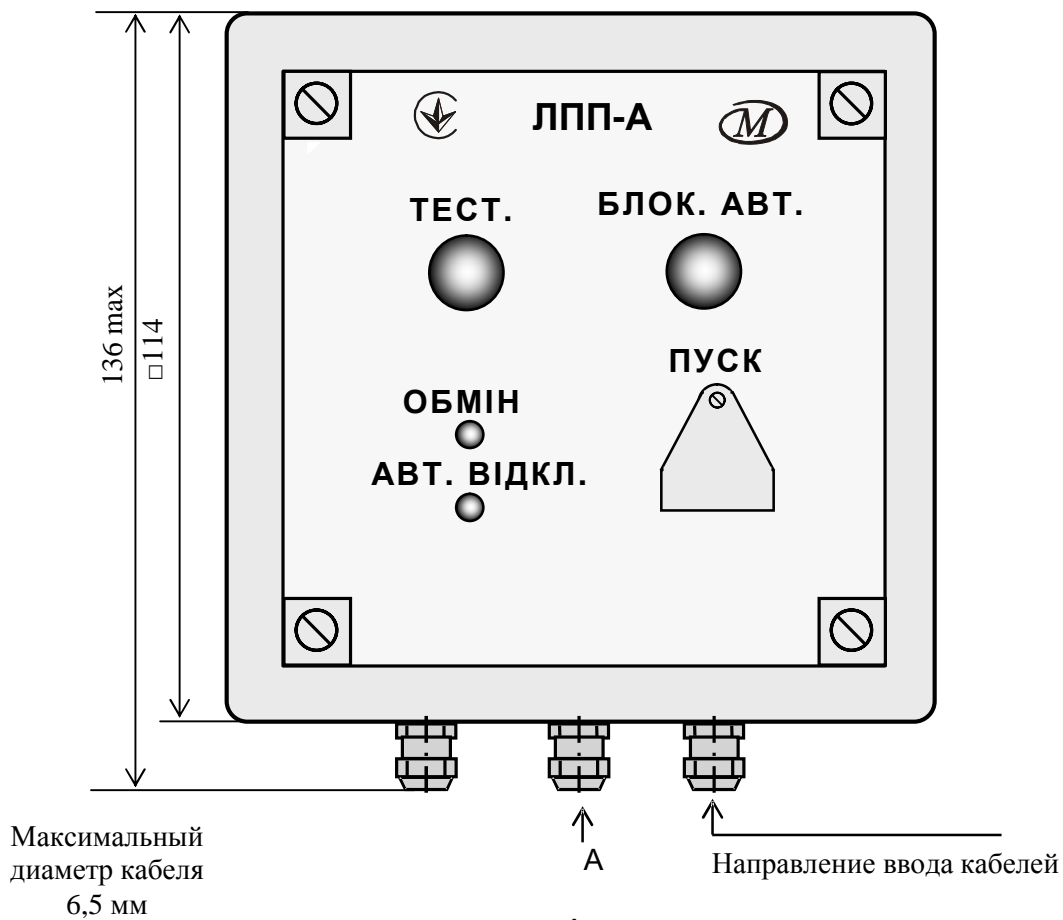 ЛПП-А
М
ТЕСТ.
БЛОК. АВТ.
136 max
□114
ПУСК
ОБМІН
АВТ. ВІДКЛ.
Максимальный
диаметр кабеля
6,5 мм
А
Направление ввода кабелей